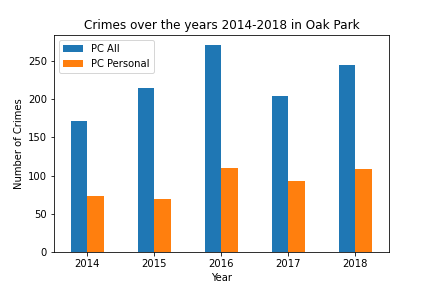 Crimes over the years 2014-2018 in Oak Park
PC All
PC Personal
Number of Crimes
250
200
150
100
50
0
2014 2015 2016 2017 2018
Year